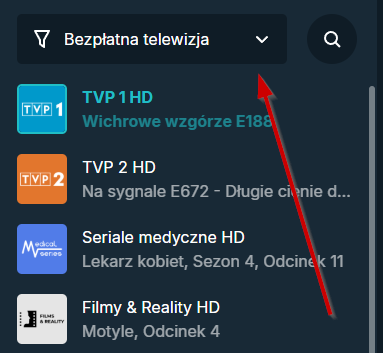 Bezpłatna telewizja
TVP 1
TVP 1 HD
Wichrowe wzgórze E188
TVP 2
TVP 2 HD
Na sygnale E672 - Długie cienie d...
Medical
series
Seriale medyczne HD
Lekarz kobiet, Sezon 4, Odcinek 11
FILMS
& REALITY
Filmy & Reality HD
Motyle, Odcinek 4